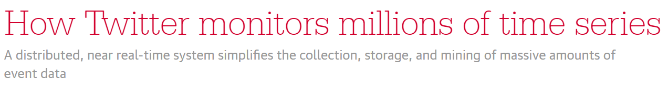 How Twitter monitors millions of time series
A distributed, near real-time system simplifies the collection, storage, and mining of massive amounts of
event data